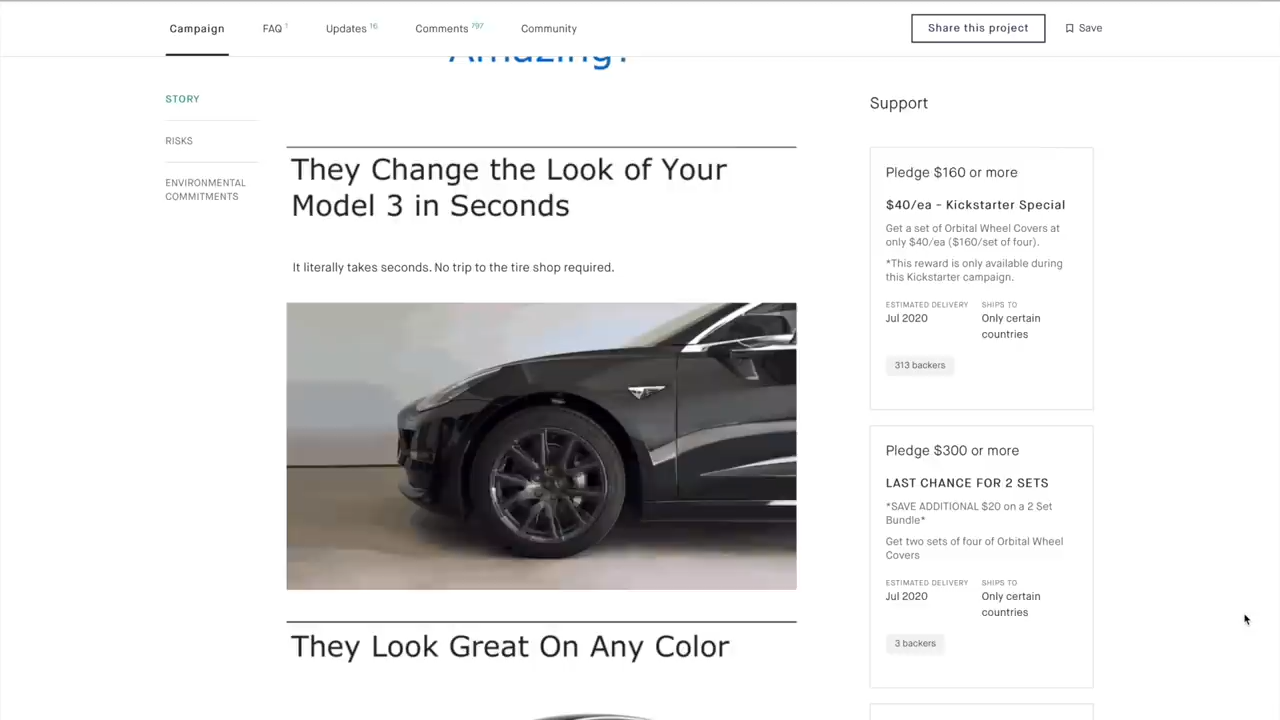 Campaign
FAQ 1
Updates 16
Comments 797
Community
Share this project
Save
Amazing!
STORY
RISKS
ENVIRONMENTAL
COMMITMENTS
They Change the Look of Your
Model 3 in Seconds
It literally takes seconds. No trip to the tire shop required.
They Look Great On Any Color
Support
Pledge $160 or more
$40/ea - Kickstarter Special
Get a set of Orbital Wheel Covers at
only $40/ea ($160/set of four).
*This reward is only available during
this Kickstarter campaign.
ESTIMATED DELIVERY
Jul 2020
SHIPS TO
Only certain
countries
313 backers
Pledge $300 or more
LAST CHANCE FOR 2 SETS
*SAVE ADDITIONAL $20 on a 2 Set
Bundle*
Get two sets of four of Orbital Wheel
Covers
ESTIMATED DELIVERY
Jul 2020
SHIPS TO
Only certain
countries
3 backers